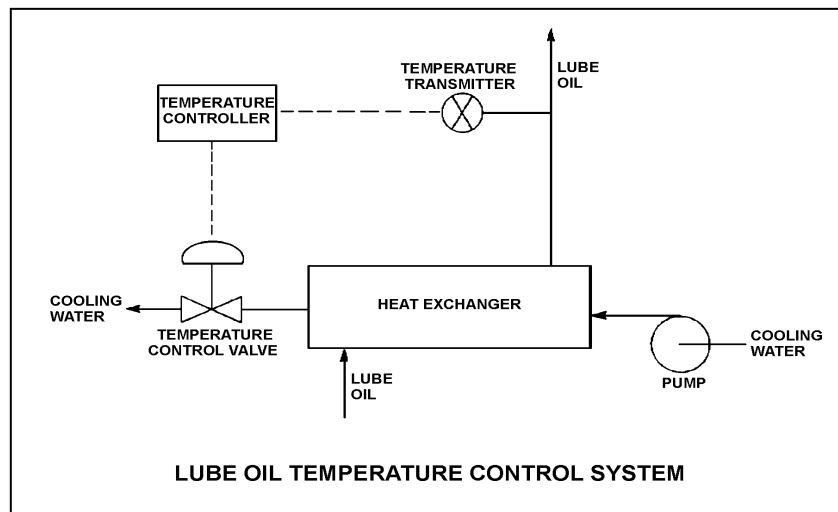 LUBE
OIL
TEMPERATURE
TRANSMITTER
TEMPERATURE
CONTROLLER
COOLING
WATER
HEAT EXCHANGER
TEMPERATURE
CONTROL VALVE
COOLING
WATER
PUMP
LUBE
OIL
LUBE OIL TEMPERATURE CONTROL SYSTEM